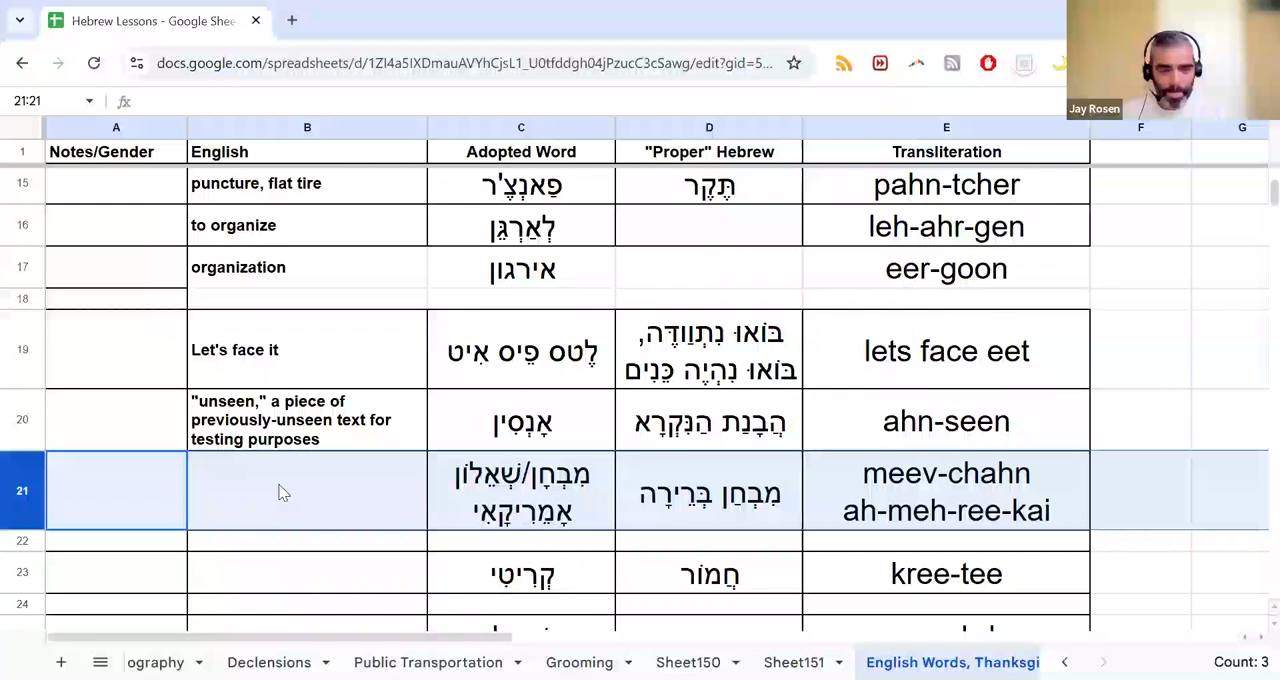 Hebrew Lessons - Google Shee
docs.google.com/spreadsheets/d/1ZI4a5IXDmauAVYhCjsL1_U0tfddgh04jPzucC3cSawg/edit?gid=5...
Jay Rosen
21:21
fx
A B C D E F G
1 Notes/Gender English Adopted Word "Proper" Hebrew Transliteration
15 puncture, flat tire פַאנְצֶ'ר תֶּקֶר pahn-tcher
16 to organize לְאַרְגֵּן leh-ahr-gen
17 organization אירגון eer-goon
18
בּוֹאוּ נִתְוַודֶּה,
19 Let's face it לֶטס פֵיס אִיט lets face eet
בּוֹאוּ נִהְיֶה כֵּנִים
"unseen," a piece of
20 previously-unseen text for אָנְסִין הֲבָנַת הַנִּקְרָא ahn-seen
testing purposes
מִבְחָן/שְׁאֵלוֹן meev-chahn
21 מִבְחַן בְּרֵירָה
אָמֵרִיקָאִי ah-meh-ree-kai
22
23 קְרִיטִי חֲמוֹר kree-tee
24
ography Declensions Public Transportation Grooming Sheet150 Sheet151 English Words, Thanksgi Count: 3